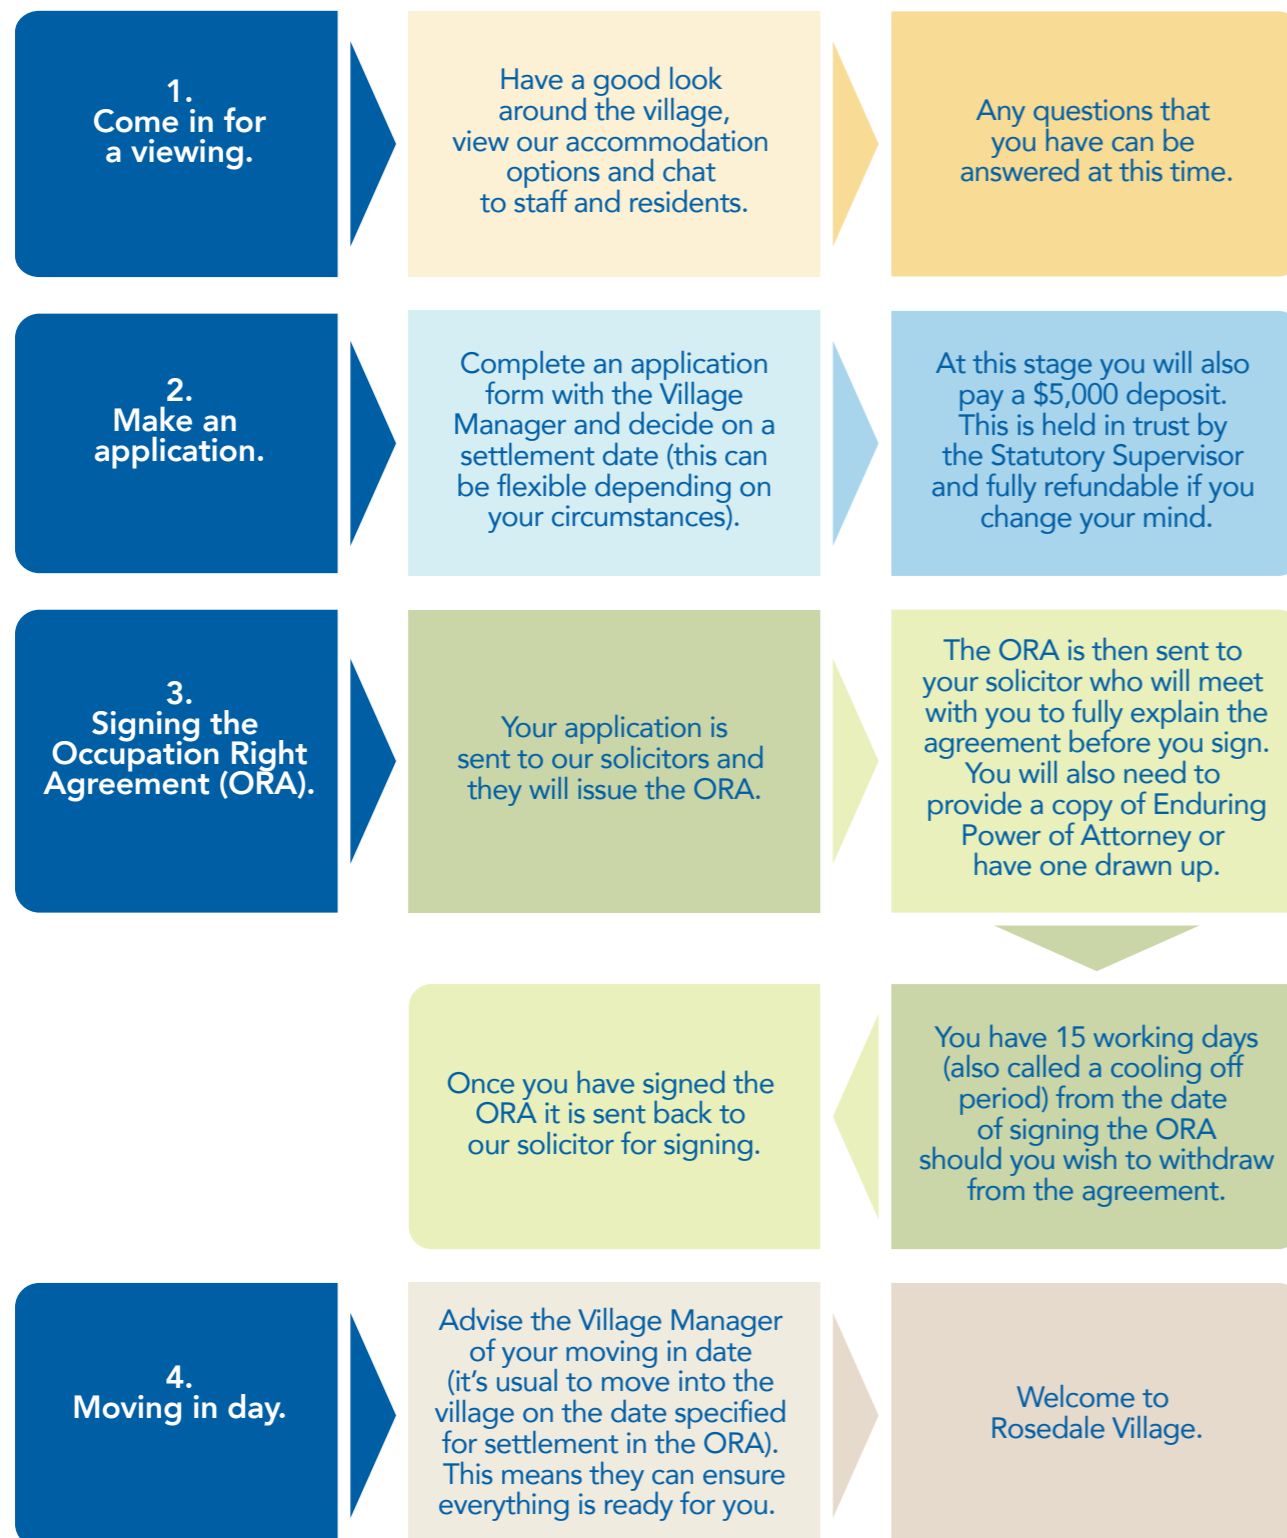 1.
Come in for
a viewing.
Have a good look
around the village,
view our accommodation
options and chat
to staff and residents.
Any questions that
you have can be
answered at this time.
2.
Make an
application.
Complete an application
form with the Village
Manager and decide on a
settlement date (this can
be flexible depending on
your circumstances).
At this stage you will also
pay a $5,000 deposit.
This is held in trust by
the Statutory Supervisor
and fully refundable if you
change your mind.
3.
Signing the
Occupation Right
Agreement (ORA).
Your application is
sent to our solicitors and
they will issue the ORA.
The ORA is then sent to
your solicitor who will meet
with you to fully explain the
agreement before you sign.
You will also need to
provide a copy of Enduring
Power of Attorney or
have one drawn up.
You have 15 working days
(also called a cooling off
period) from the date
of signing the ORA
should you wish to withdraw
from the agreement.
Once you have signed the
ORA it is sent back to
our solicitor for signing.
4.
Moving in day.
Advise the Village Manager
of your moving in date
(it's usual to move into the
village on the date specified
for settlement in the ORA).
This means they can ensure
everything is ready for you.
Welcome to
Rosedale Village.